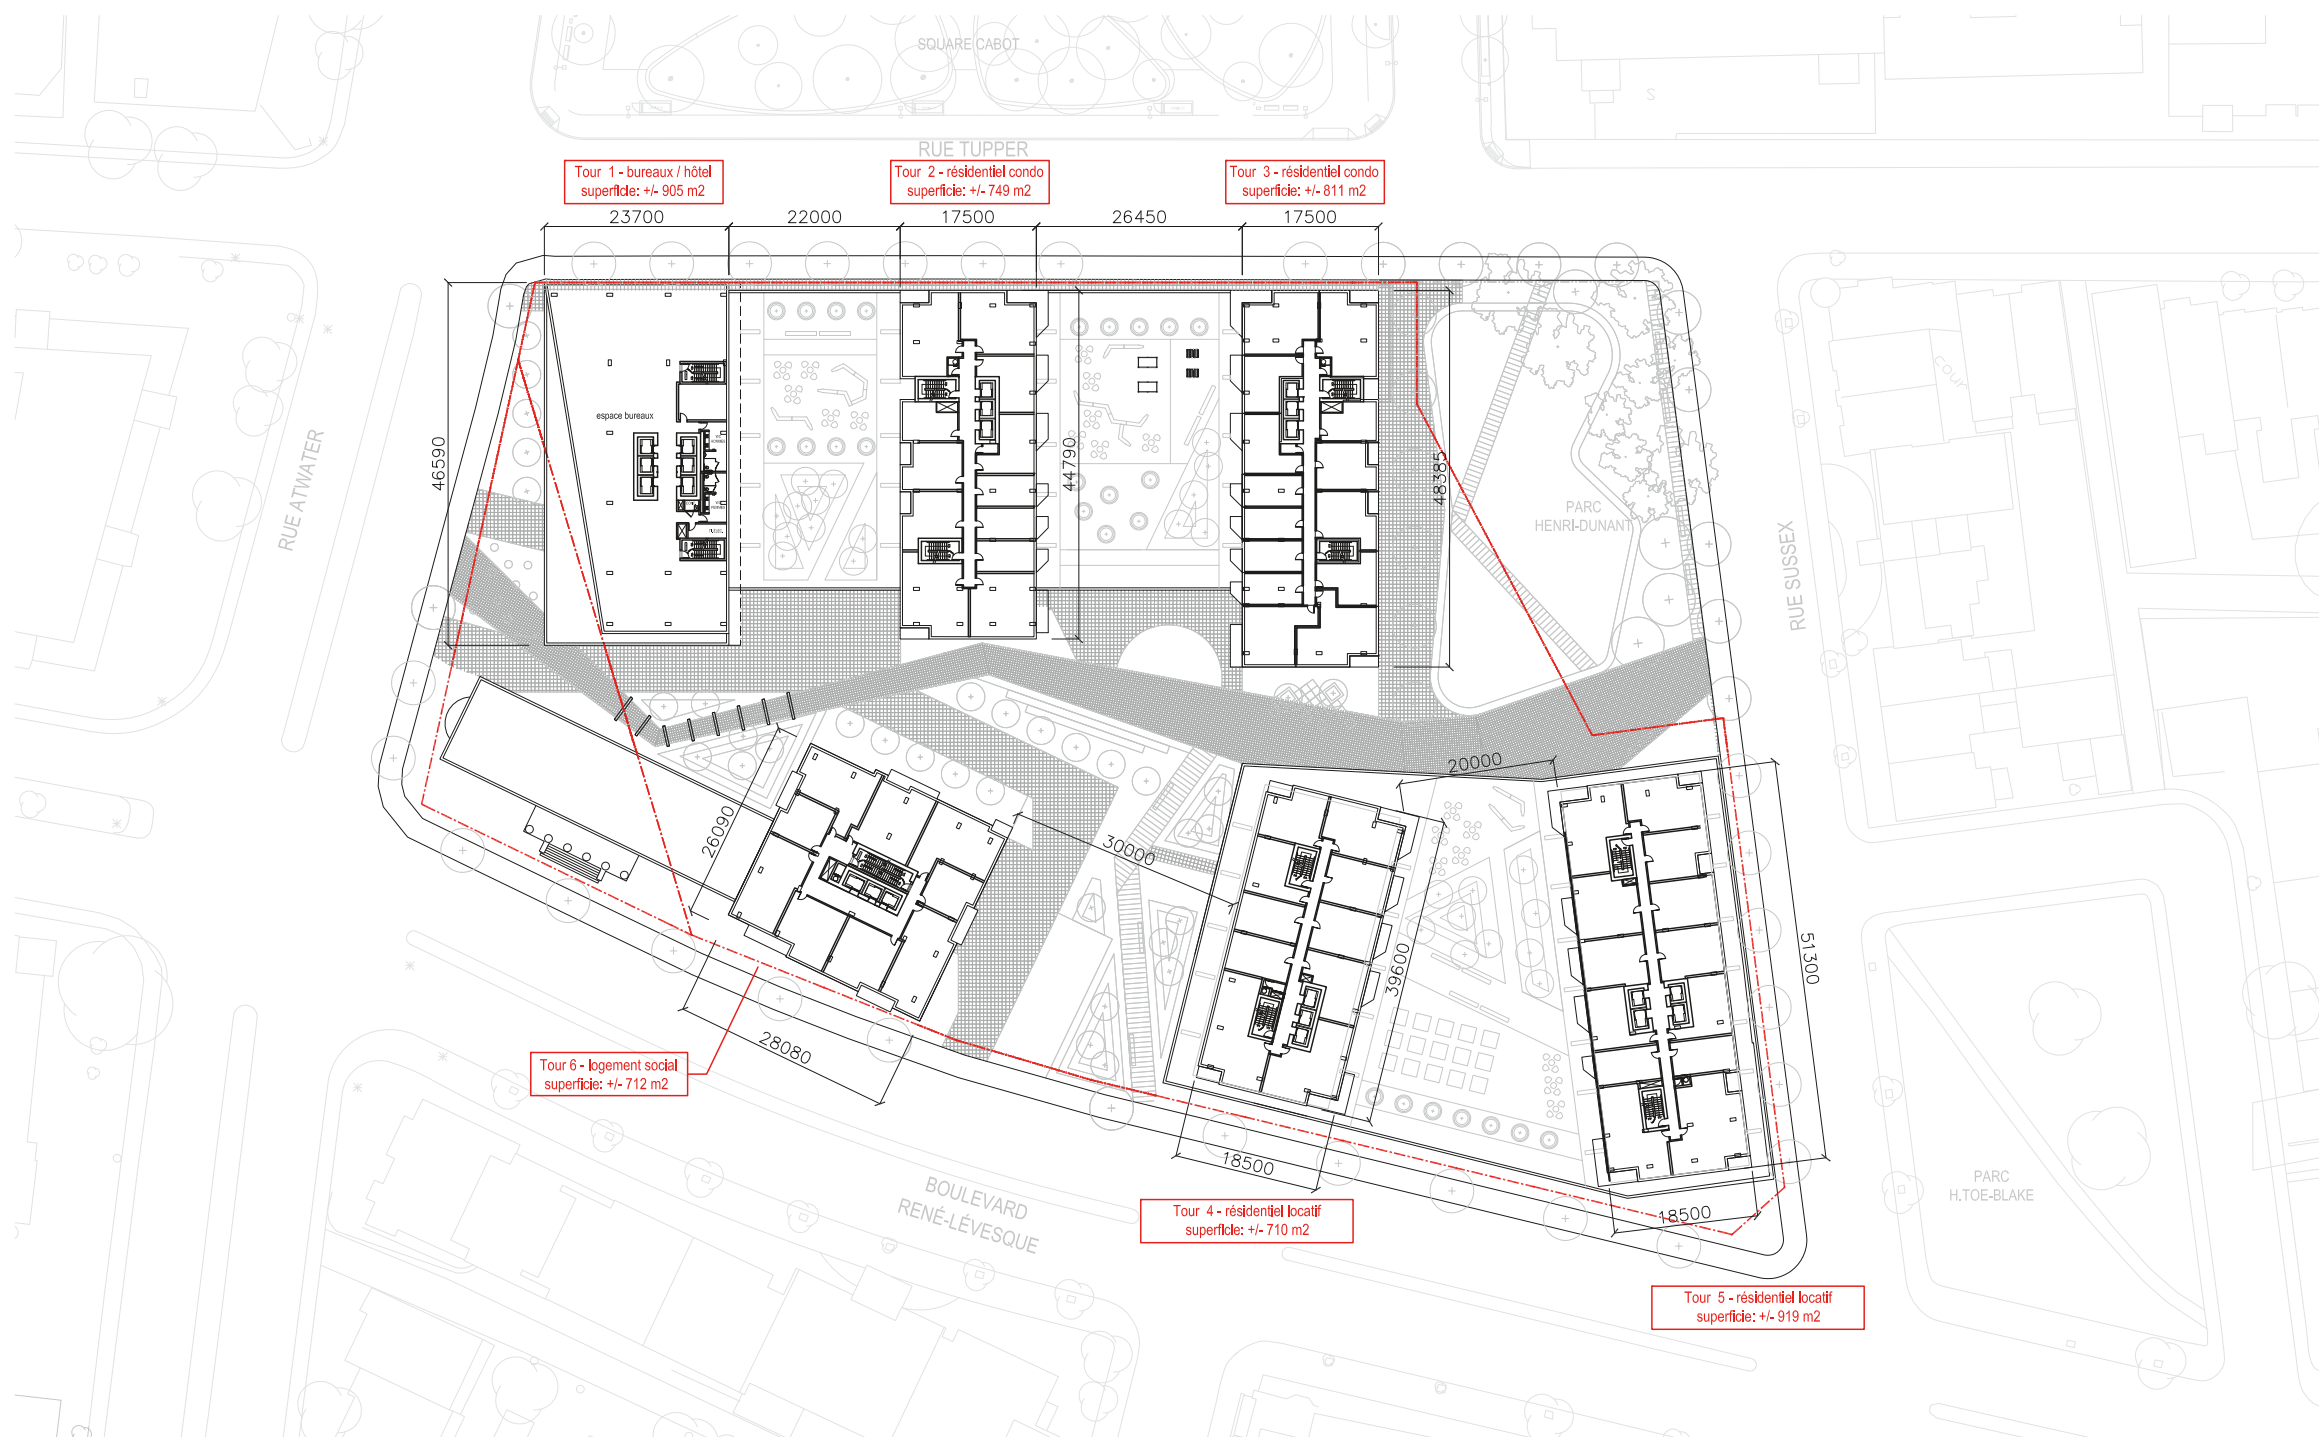 SQUARE CABOT
S
RUE TUPPER
Tour 1 - bureaux / hôtel
superficie: +/- 905 m2
Tour 2 - résidentiel condo
superficie: +/- 749 m2
Tour 3 - résidentiel condo
superficie: +/- 811 m2
23700
22000
17500
26450
17500
46590
44790
48385
RUE ATWATER
espace bureaux
PARC
HENRI-DUNANT
RUE SUSSEX
Cour
26090
30000
20000
39600
51300
28080
18500
18500
Tour 6 - logement social
superficie: +/- 712 m2
BOULEVARD
RENÉ-LÉVESQUE
Tour 4 - résidentiel locatif
superficie: +/- 710 m2
PARC
H.TOE-BLAKE
Tour 5 - résidentiel locatif
superficie: +/- 919 m2